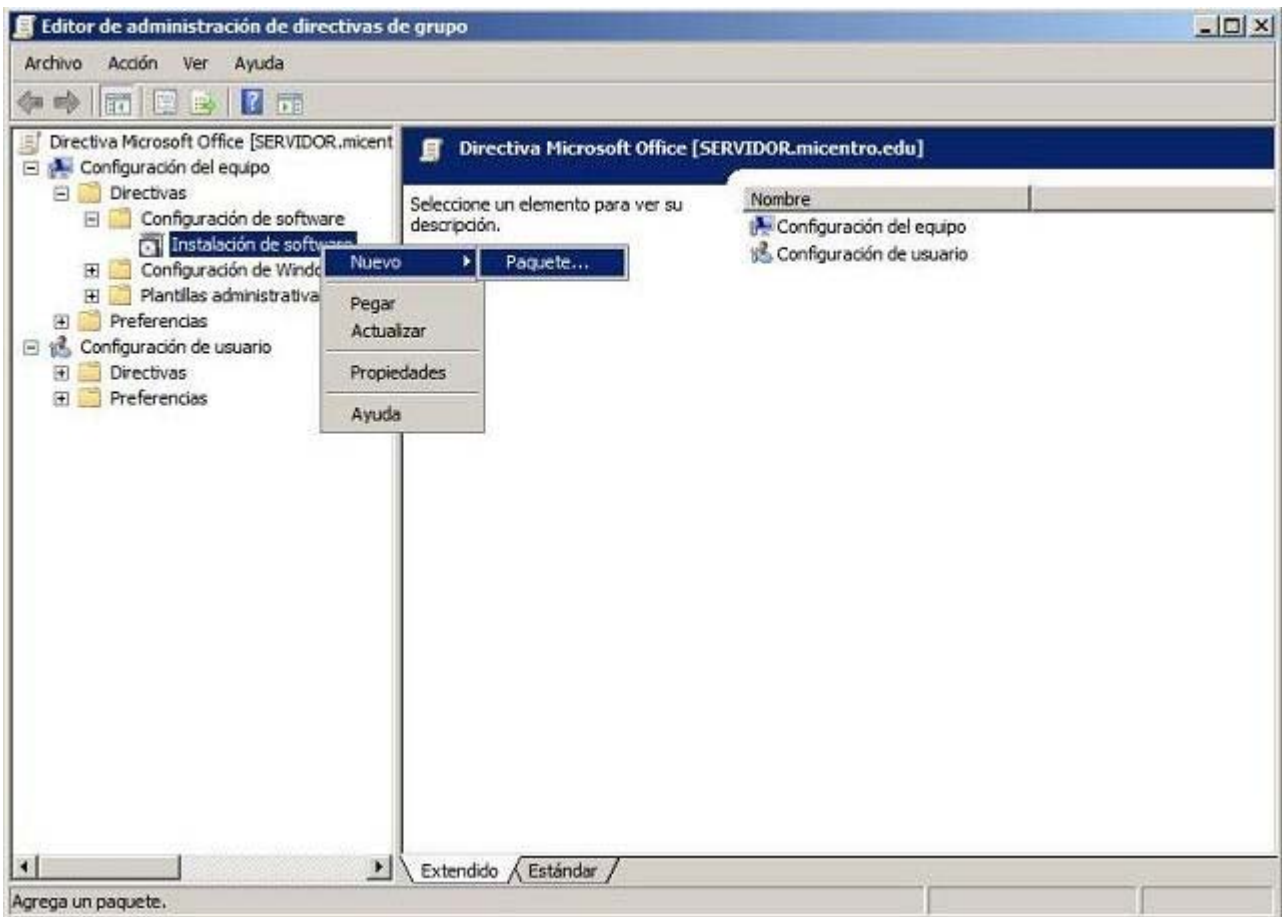 Editor de administración de directivas de grupo
Archivo Acción Ver Ayuda
Directiva Microsoft Office [SERVIDOR.micent
Configuración del equipo
Directivas
Configuración de software
Instalación de software
Configuración de Windo
Plantillas administrativa
Preferencias
Configuración de usuario
Directivas
Preferencias
Nuevo
Pegar
Actualizar
Propiedades
Ayuda
Paquete...
Directiva Microsoft Office [SERVIDOR.micentro.edu]
Seleccione un elemento para ver su
descripción.
Nombre
Configuración del equipo
Configuración de usuario
Extendido Estándar
Agrega un paquete.